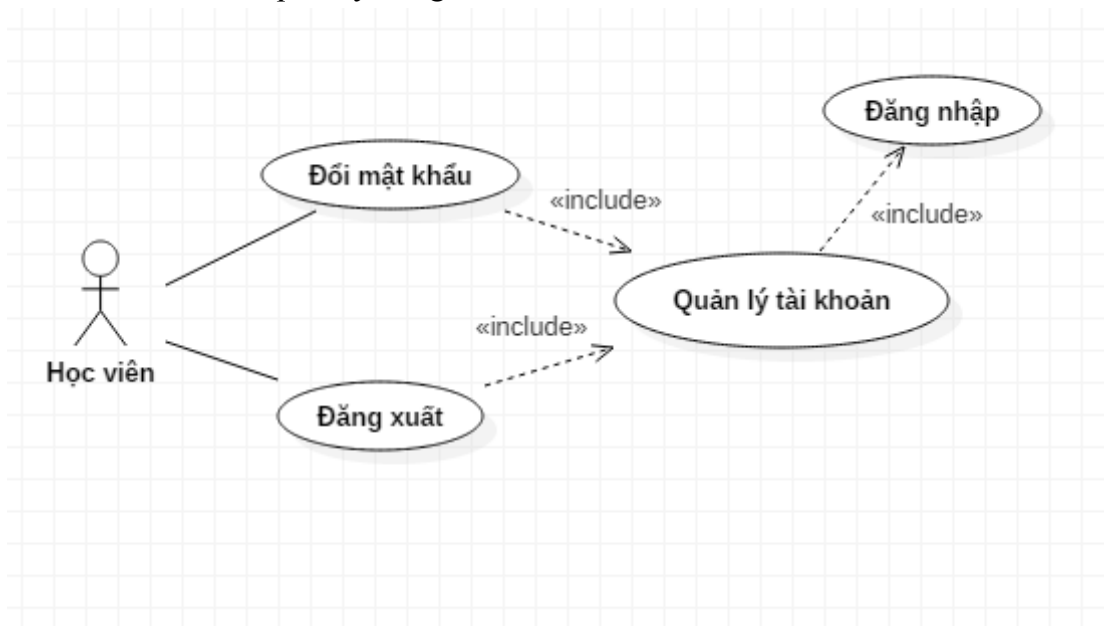 Đăng nhập
Đổi mật khẩu
«include»
«include»
Quản lý tài khoản
«include»
Học viên
Đăng xuất